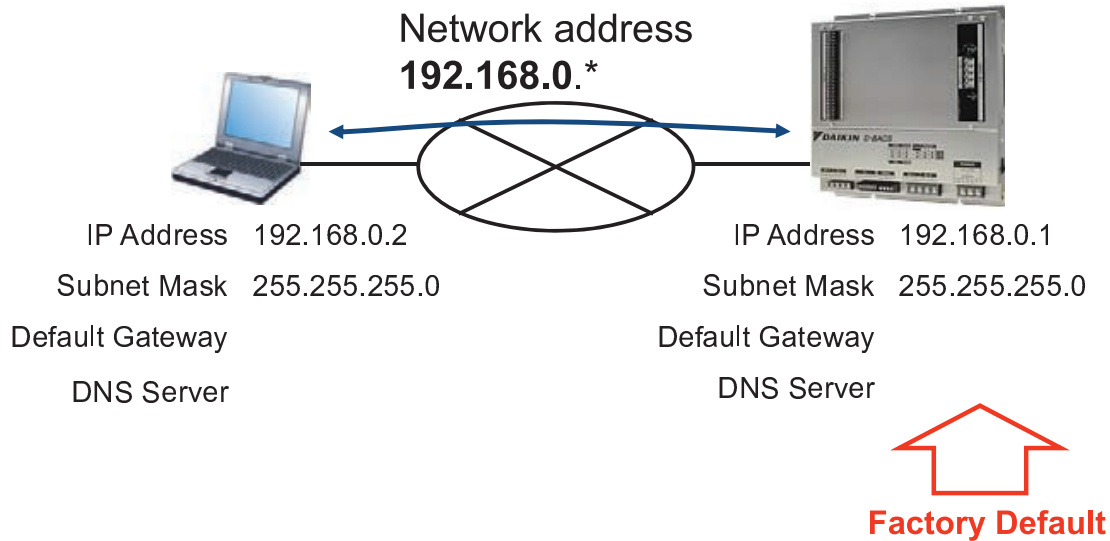 Network address
192.168.0.*
DAIKIN D-BACS
IP Address 192.168.0.2
Subnet Mask 255.255.255.0
Default Gateway
DNS Server
IP Address 192.168.0.1
Subnet Mask 255.255.255.0
Default Gateway
DNS Server
Factory Default